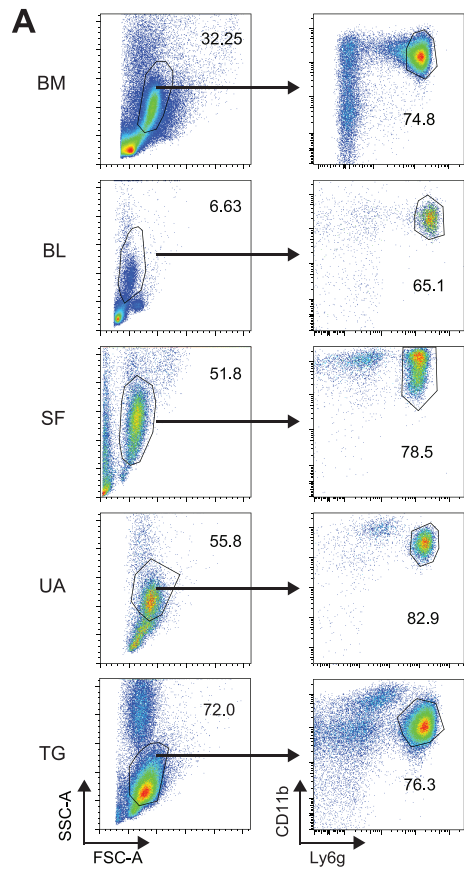 A
BM
32.25
74.8
BL
6.63
65.1
SF
51.8
78.5
UA
55.8
82.9
TG
72.0
76.3
SSC-A
FSC-A
CD11b
Ly6g